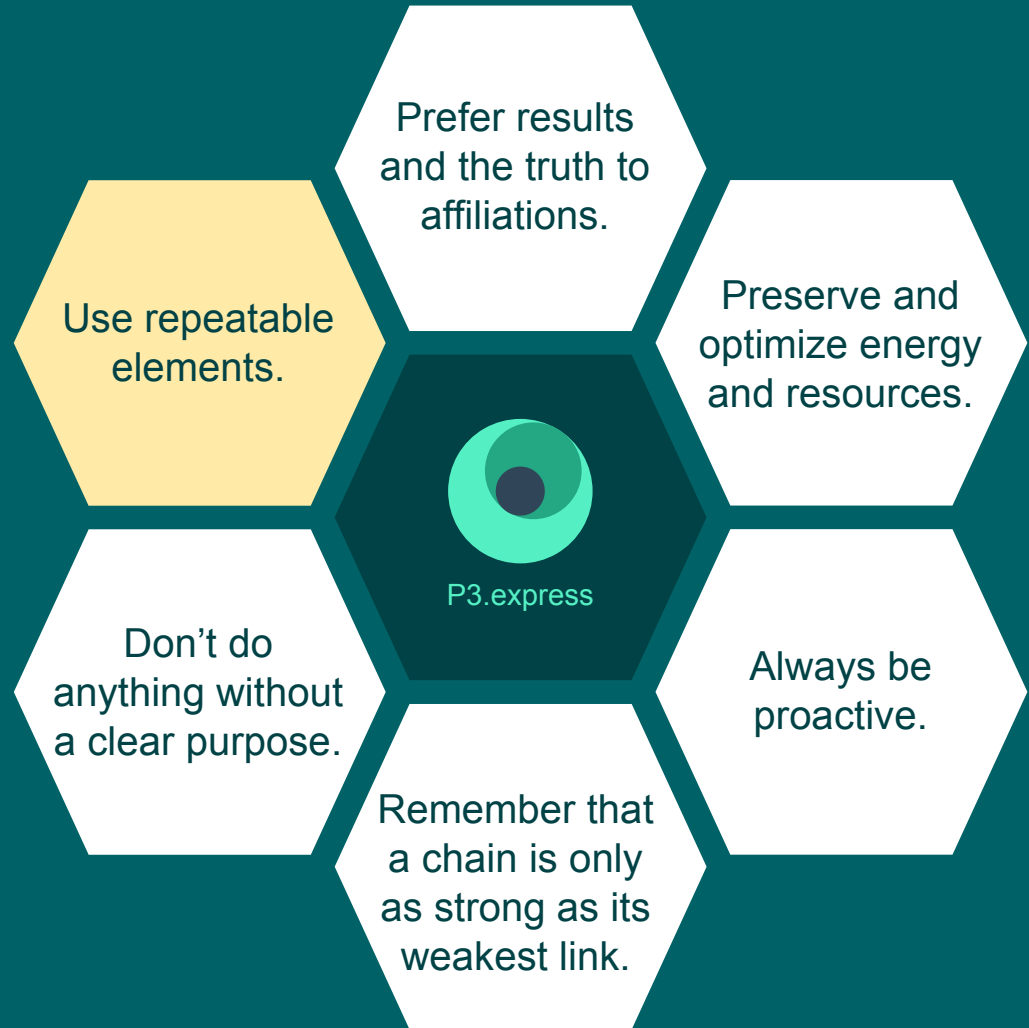 Prefer results
and the truth to
affiliations.
Preserve and
optimize energy
and resources.
Always be
proactive.
Remember that
a chain is only
as strong as its
weakest link.
Don’t do
anything without
a clear purpose.
Use repeatable
elements.
P3.express